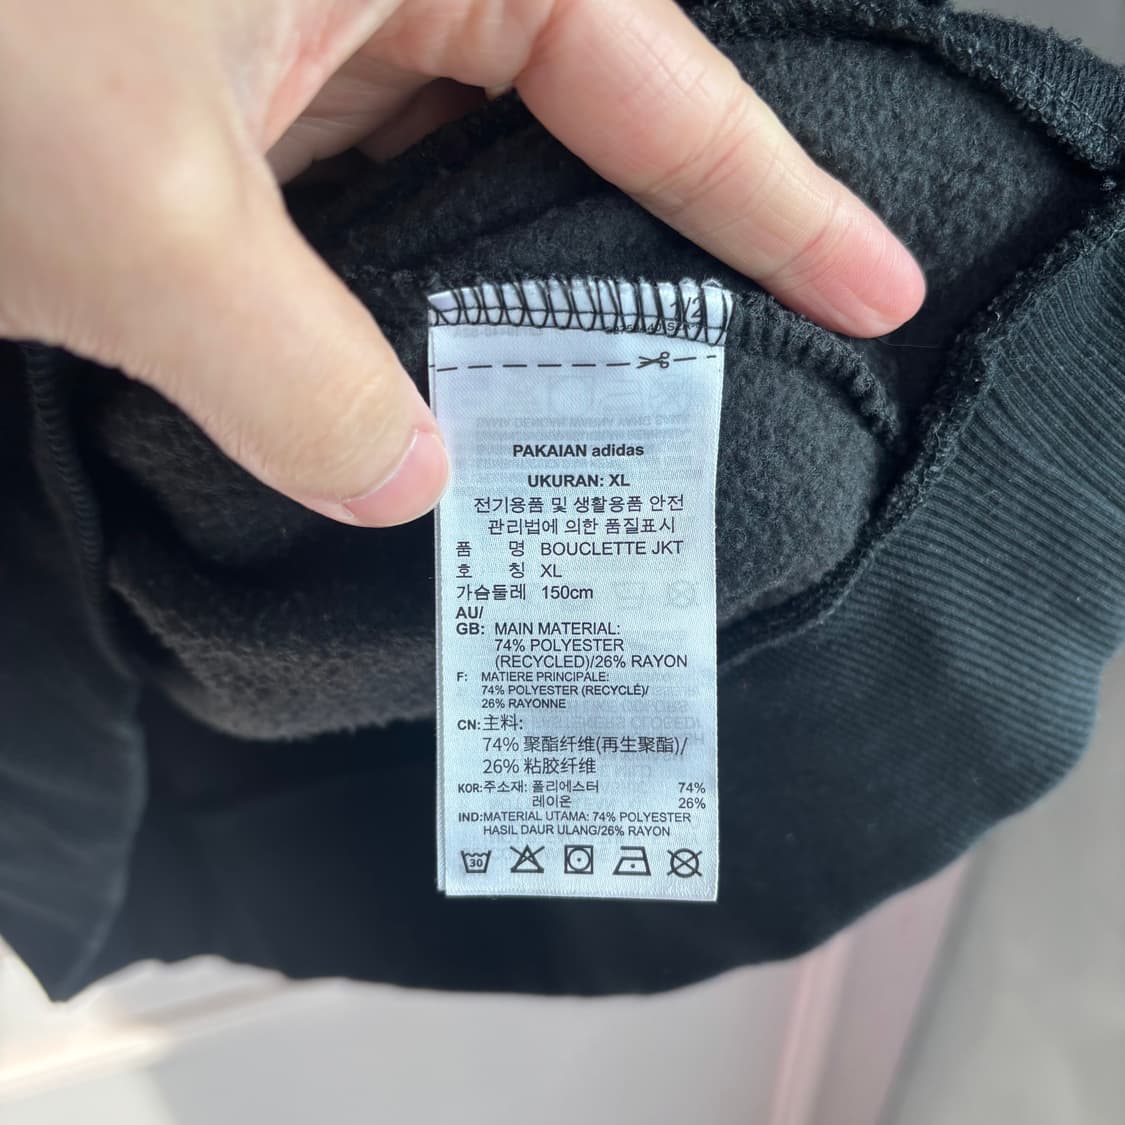 1/2
PAKAIAN adidas
UKURAN: XL
전기용품 및 생활용품 안전
관리법에 의한 품질표시
품 명 BOUCLETTE JKT
호 칭 XL
가슴둘레 150cm
AU/
GB: MAIN MATERIAL:
74% POLYESTER
(RECYCLED)/26% RAYON
F: MATIERE PRINCIPALE:
74% POLYESTER (RECYCLÉ)/
26% RAYONNE
CN:主料:
74% 聚酯纤维(再生聚酯)/
26% 粘胶纤维
KOR:주소재: 폴리에스터 74%
레이온 26%
IND:MATERIAL UTAMA: 74% POLYESTER
HASIL DAUR ULANG/26% RAYON
30